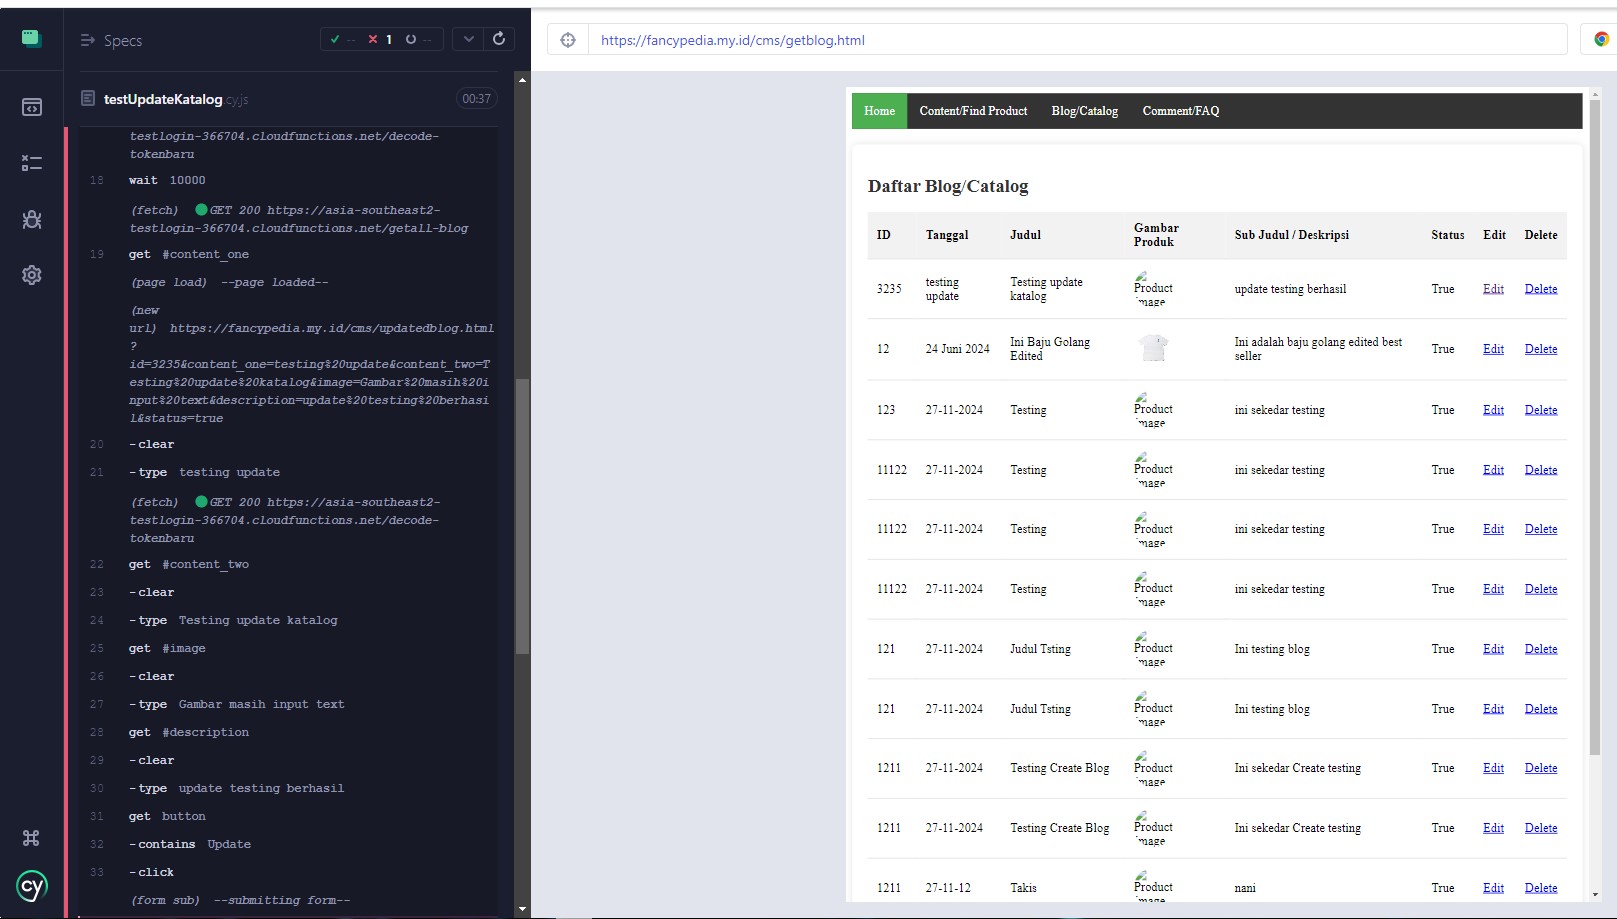 Specs
-- 1 --
testUpdateKatalog.cy.js
00:37
testlogin-366704.cloudfunctions.net/decode-
tokenbaru
18 wait 10000
(fetch) GET 200 https://asia-southeast2-
testlogin-366704.cloudfunctions.net/getall-blog
19 get #content_one
(page load) --page loaded--
(new
url) https://fancypedia.my.id/cms/updatedblog.html
?
id=3235&content_one=testing%20update&content_two=T
esting%20update%20katalog&image=Gambar%20masih%20i
nput%20text&description=update%20testing%20berhasi
l&status=true
20 -clear
21 -type testing update
(fetch) GET 200 https://asia-southeast2-
testlogin-366704.cloudfunctions.net/decode-
tokenbaru
22 get #content_two
23 -clear
24 -type Testing update katalog
25 get #image
26 -clear
27 -type Gambar masih input text
28 get #description
29 -clear
30 -type update testing berhasil
31 get button
32 -contains Update
33 -click
(form sub) --submitting form--
cy
https://fancypedia.my.id/cms/getblog.html
Home Content/Find Product Blog/Catalog Comment/FAQ
Daftar Blog/Catalog
ID Tanggal Judul Gambar Produk Sub Judul / Deskripsi Status Edit Delete
3235 testing update Testing update katalog Product image update testing berhasil True Edit Delete
12 24 Juni 2024 Ini Baju Golang Edited Ini adalah baju golang edited best seller True Edit Delete
123 27-11-2024 Testing Product image ini sekedar testing True Edit Delete
11122 27-11-2024 Testing Product image ini sekedar testing True Edit Delete
11122 27-11-2024 Testing Product image ini sekedar testing True Edit Delete
11122 27-11-2024 Testing Product image ini sekedar testing True Edit Delete
121 27-11-2024 Judul Tsting Product image Ini testing blog True Edit Delete
121 27-11-2024 Judul Tsting Product image Ini testing blog True Edit Delete
1211 27-11-2024 Testing Create Blog Product image Ini sekedar Create testing True Edit Delete
1211 27-11-2024 Testing Create Blog Product image Ini sekedar Create testing True Edit Delete
1211 27-11-12 Takis Product image nani True Edit Delete